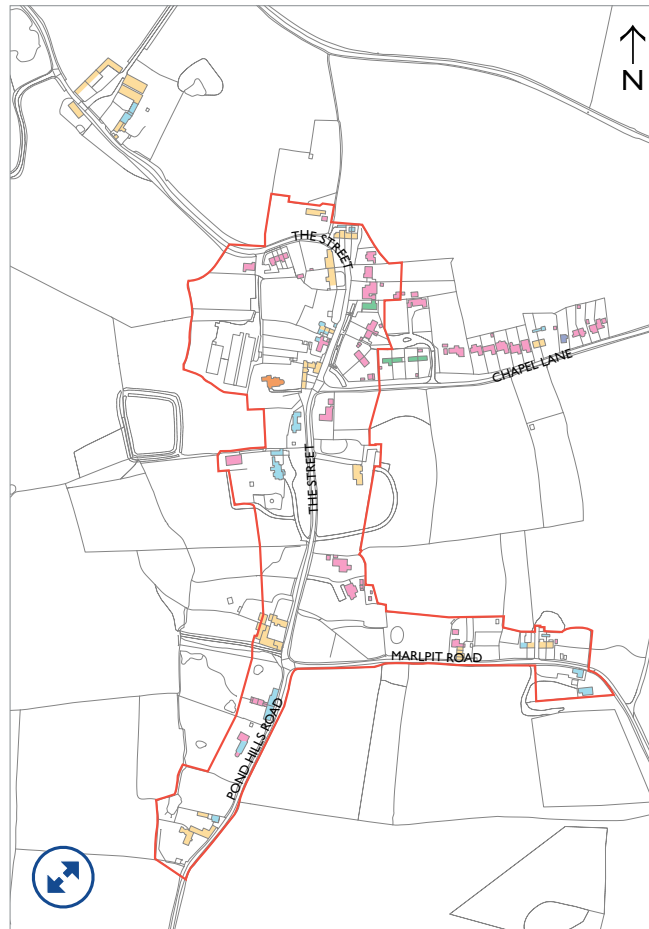 N
THE STREET
CHAPEL LANE
THE STREET
MARLPIT ROAD
POND HILLS ROAD